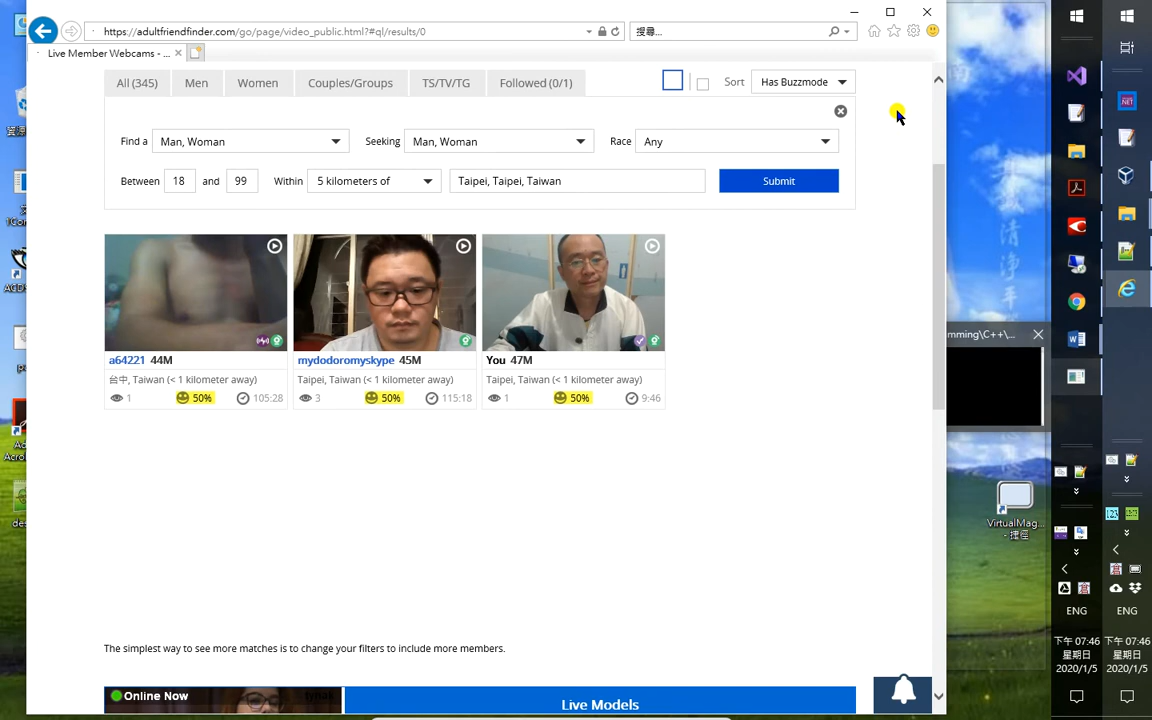 https://adultfriendfinder.com/go/page/video_public.html?#ql/results/0
搜尋...
Live Member Webcams - ...
All (345)
Men
Women
Couples/Groups
TS/TV/TG
Followed (0/1)
Sort
Has Buzzmode
Find a
Man, Woman
Seeking
Man, Woman
Race
Any
Between
18
and
99
Within
5 kilometers of
Taipei, Taipei, Taiwan
Submit
a64221 44M
台中, Taiwan (< 1 kilometer away)
1
50%
105:28
mydodoromyskype 45M
Taipei, Taiwan (< 1 kilometer away)
3
50%
115:18
You 47M
Taipei, Taiwan (< 1 kilometer away)
1
50%
9:46
The simplest way to see more matches is to change your filters to include more members.
Online Now
Live Models
mming\C++\...
VirtualMag...
- 捷徑
ENG
下午 07:46
星期日
2020/1/5
ENG
下午 07:46
星期日
2020/1/5